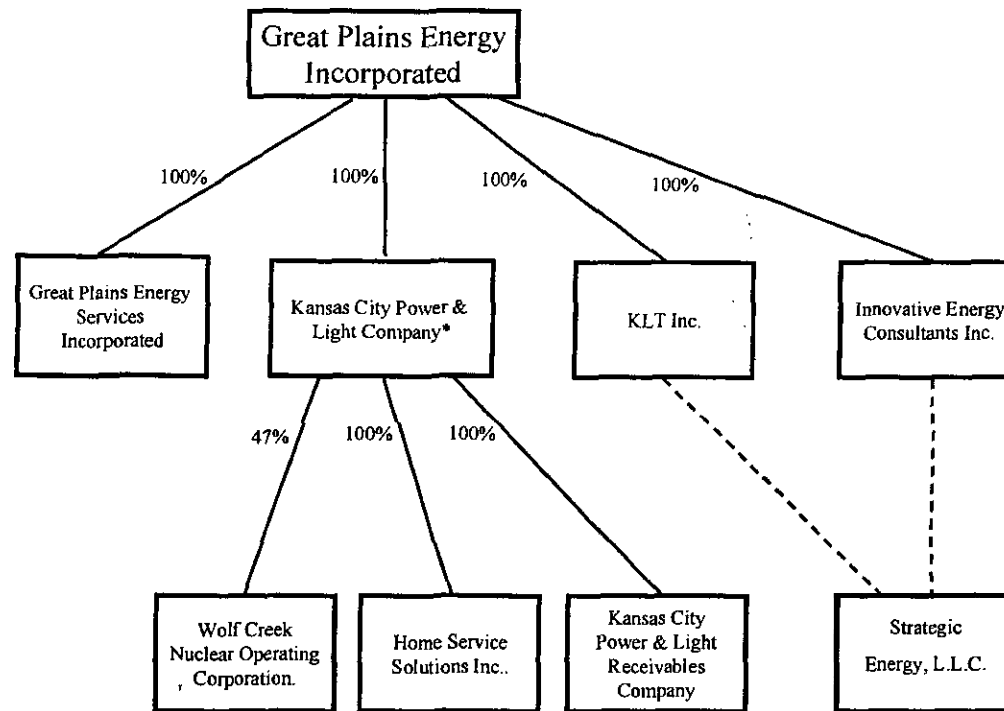 Great Plains Energy
Incorporated
100%
100%
100%
100%
Great Plains Energy
Services
Incorporated
Kansas City Power &
Light Company*
KLT Inc.
Innovative Energy
Consultants Inc.
47%
100%
100%
Wolf Creek
Nuclear Operating
Corporation.
Home Service
Solutions Inc..
Kansas City
Power & Light
Receivables
Company
Strategic
Energy, L.L.C.